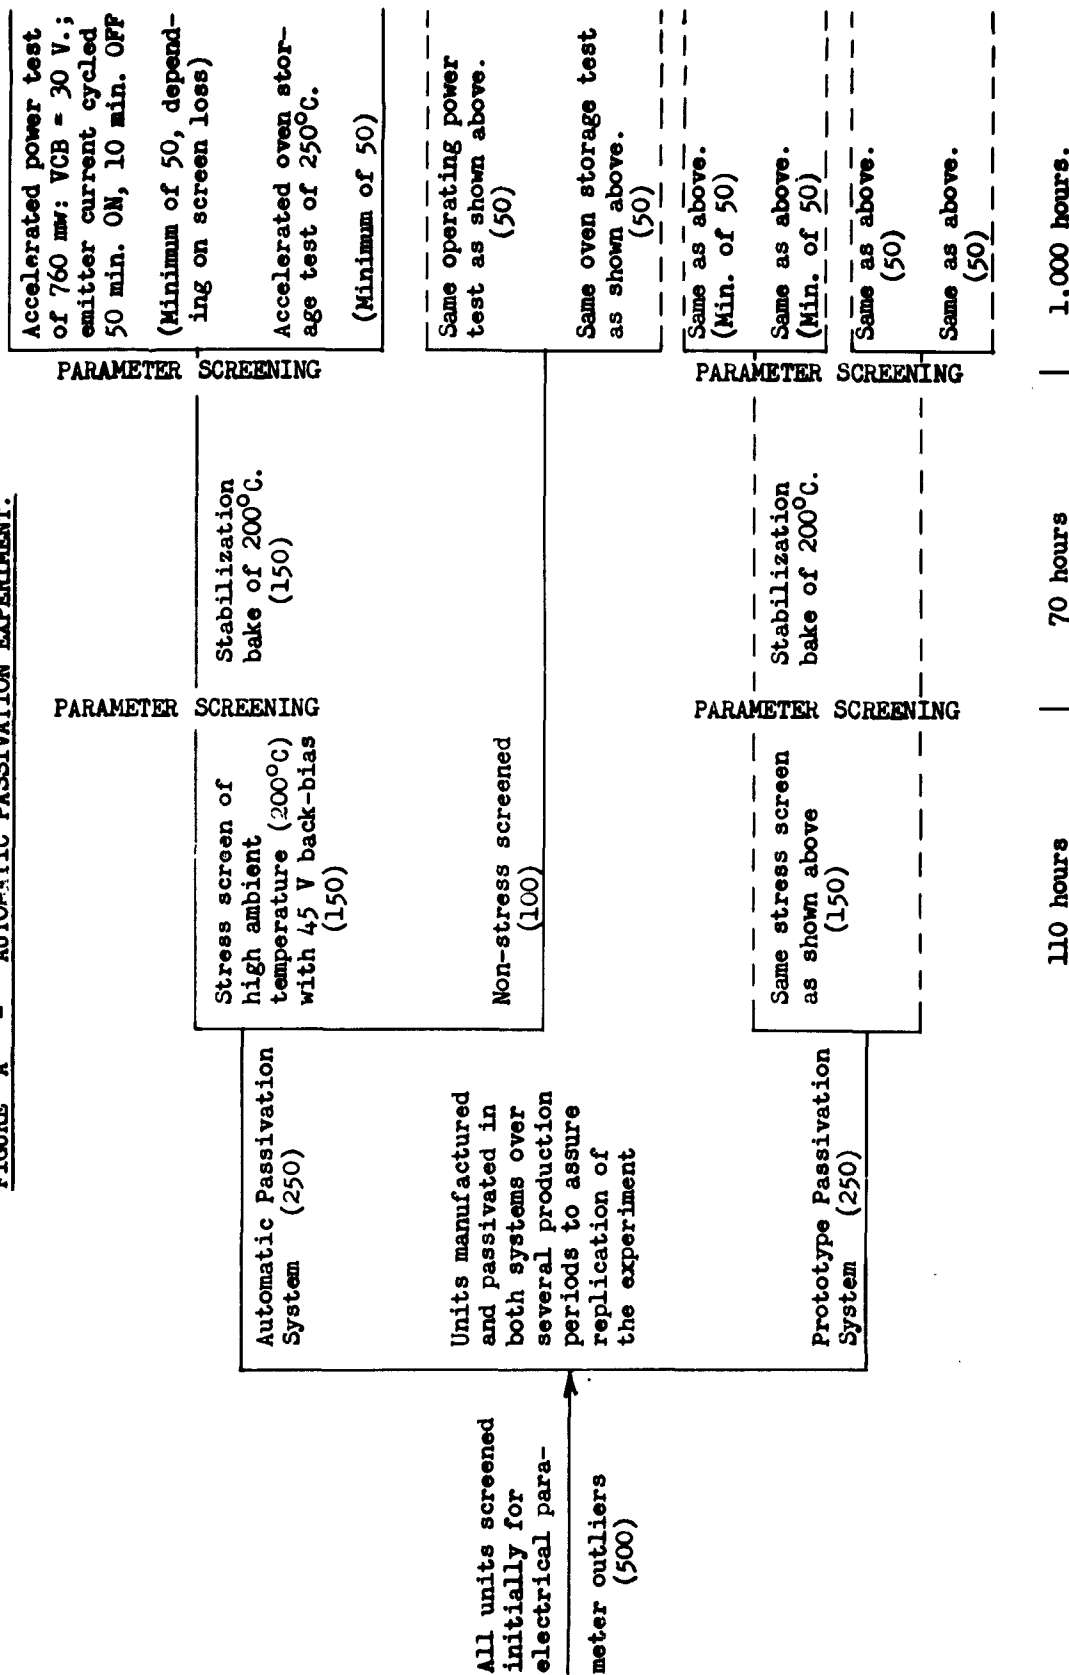 FIGURE A - AUTOMATIC PASSIVATION EXPERIMENT.
All units screened
initially for
electrical para-
meter outliers
(500)
Automatic Passivation
System (250)
Units manufactured
and passivated in
both systems over
several production
periods to assure
replication of
the experiment
Prototype Passivation
System (250)
Stress screen of
high ambient
temperature (200°C)
with 45 V back-bias
(150)
Non-stress screened
(100)
Same stress screen
as shown above
(150)
110 hours
PARAMETER SCREENING
PARAMETER SCREENING
Stabilization
bake of 200°C.
(150)
Stabilization
bake of 200°C.
70 hours
PARAMETER SCREENING
PARAMETER SCREENING
Accelerated power test
of 760 mw: VCB = 30 V.;
emitter current cycled
50 min. ON, 10 min. OFF
(Minimum of 50, depend-
ing on screen loss)
Accelerated oven stor-
age test of 250°C.
(Minimum of 50)
Same operating power
test as shown above.
(50)
Same oven storage test
as shown above.
(50)
Same as above.
(Min. of 50)
Same as above.
(Min. of 50)
Same as above.
(50)
Same as above.
(50)
1,000 hours.